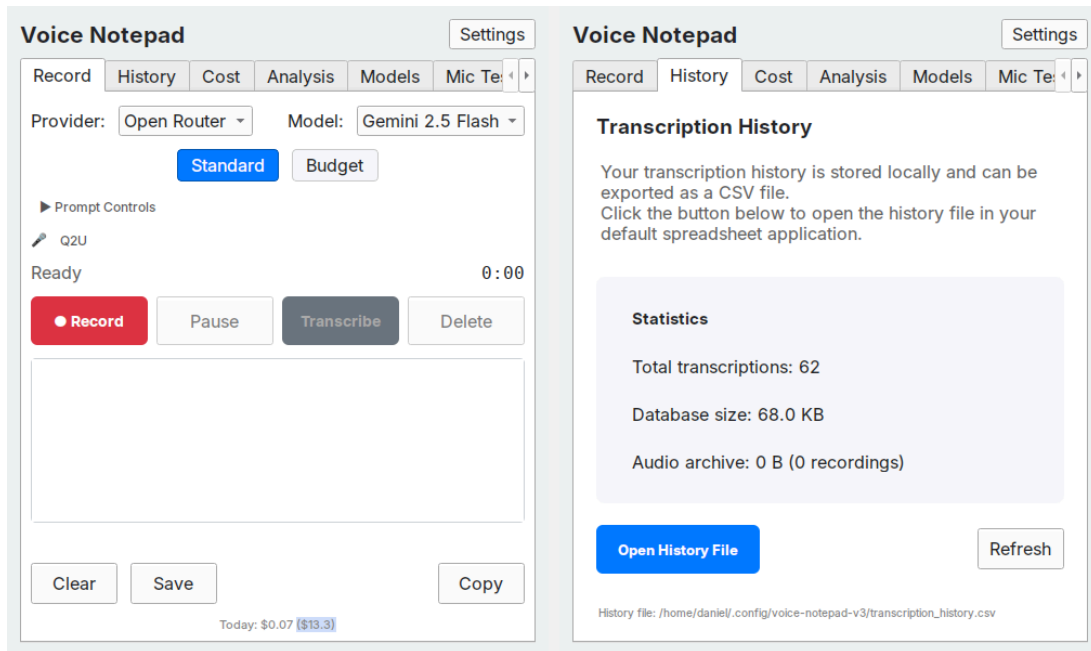 Voice Notepad
Settings
Record History Cost Analysis Models Mic Te
Provider: Open Router Model: Gemini 2.5 Flash
Standard Budget
▶ Prompt Controls
Q2U
Ready 0:00
● Record Pause Transcribe Delete
Clear Save Copy
Today: $0.07 ($13.3)
Voice Notepad
Settings
Record History Cost Analysis Models Mic Te
Transcription History
Your transcription history is stored locally and can be
exported as a CSV file.
Click the button below to open the history file in your
default spreadsheet application.
Statistics
Total transcriptions: 62
Database size: 68.0 KB
Audio archive: 0 B (0 recordings)
Open History File Refresh
History file: /home/daniel/.config/voice-notepad-v3/transcription_history.csv